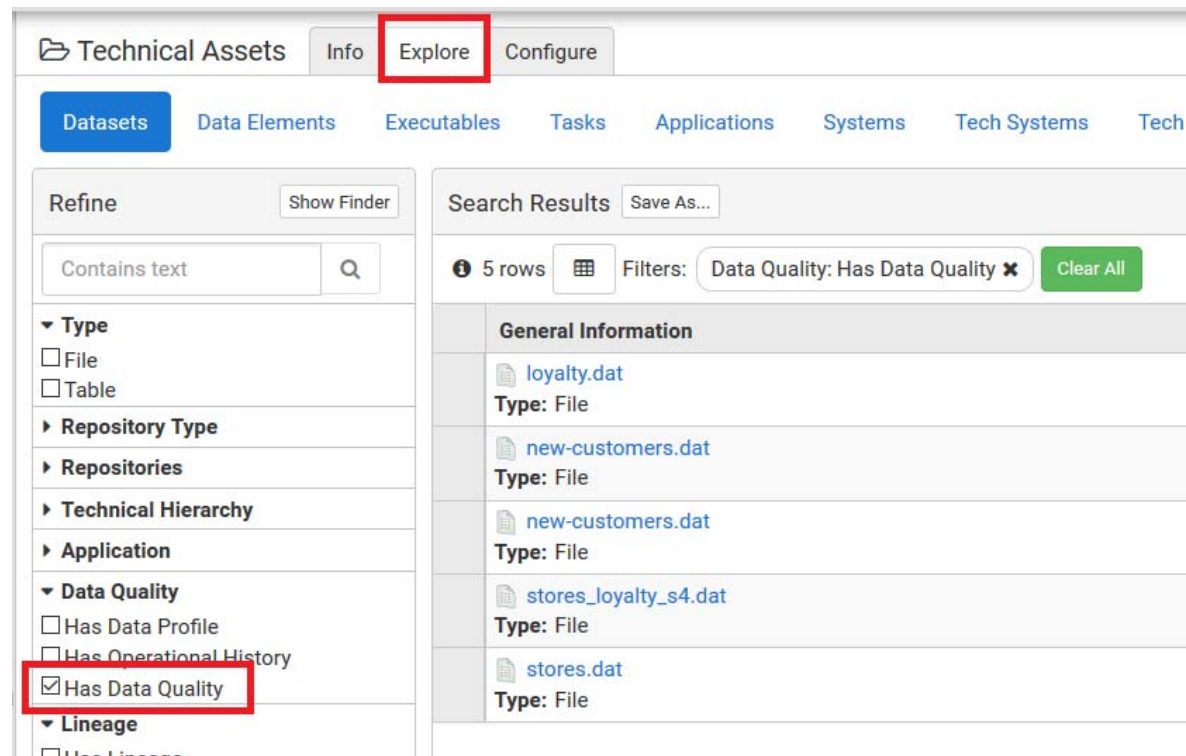 Technical Assets Info Explore Configure
Datasets Data Elements Executables Tasks Applications Systems Tech Systems Tech
Refine Show Finder
Contains text
Type
File
Table
Repository Type
Repositories
Technical Hierarchy
Application
Data Quality
Has Data Profile
Has Operational History
Has Data Quality
Lineage
Has Lineage
Search Results Save As...
5 rows Filters: Data Quality: Has Data Quality Clear All
General Information
loyalty.dat
Type: File
new-customers.dat
Type: File
new-customers.dat
Type: File
stores_loyalty_s4.dat
Type: File
stores.dat
Type: File